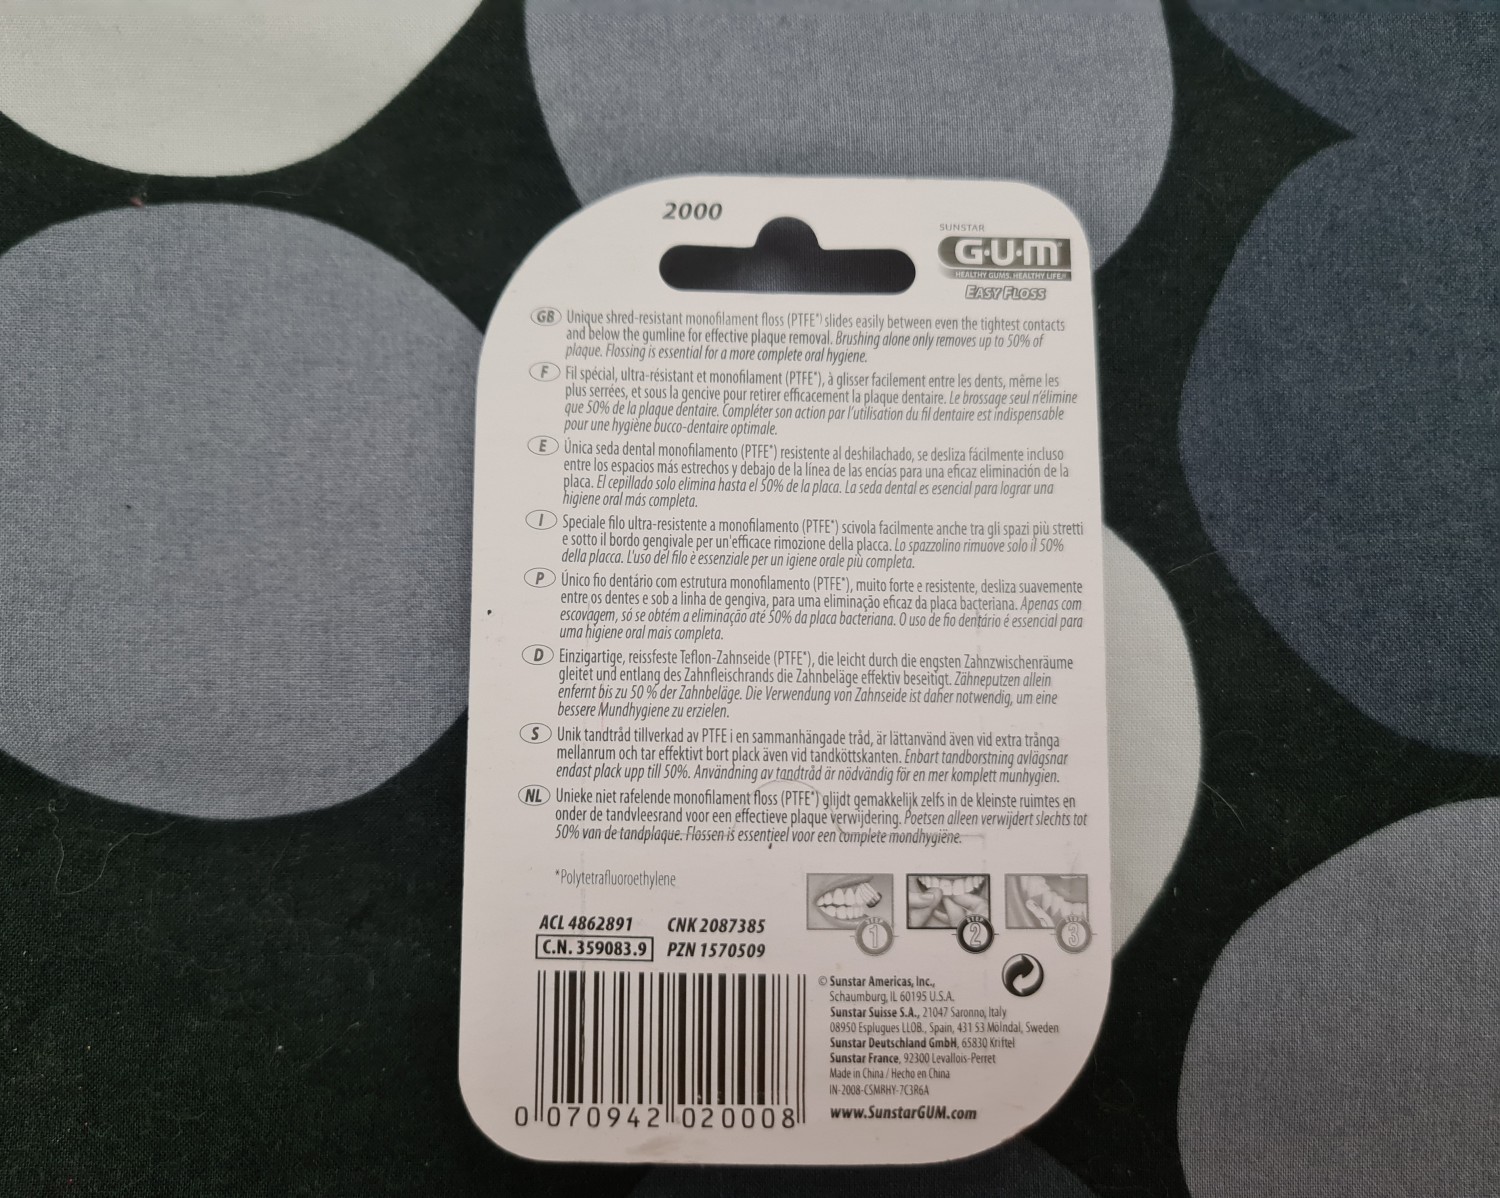 2000
SUNSTAR
G·U·M
HEALTHY GUMS. HEALTHY LIFE.®
EASY FLOSS
GB Unique shred-resistant monofilament floss (PTFE*) slides easily between even the tightest contacts
and below the gumline for effective plaque removal. Brushing alone only removes up to 50% of
plaque. Flossing is essential for a more complete oral hygiene.
F Fil spécial, ultra-résistant et monofilament (PTFE*), à glisser facilement entre les dents, même les
plus serrées, et sous la gencive pour retirer efficacement la plaque dentaire. Le brossage seul n'élimine
que 50% de la plaque dentaire. Compléter son action par l'utilisation du fil dentaire est indispensable
pour une hygiène bucco-dentaire optimale.
E Única seda dental monofilamento (PTFE*) resistente al deshilachado, se desliza fácilmente incluso
entre los espacios más estrechos y debajo de la línea de las encías para una eficaz eliminación de la
placa. El cepillado solo elimina hasta el 50% de la placa. La seda dental es esencial para lograr una
higiene oral más completa.
I Speciale filo ultra-resistente a monofilamento (PTFE*) scivola facilmente anche tra gli spazi più stretti
e sotto il bordo gengivale per un'efficace rimozione della placca. Lo spazzolino rimuove solo il 50%
della placca. L'uso del filo è essenziale per un igiene orale più completa.
P Único fio dentário com estrutura monofilamento (PTFE*), muito forte e resistente, desliza suavemente
entre os dentes e sob a linha de gengiva, para uma eliminação eficaz da placa bacteriana. Apenas com
escovagem, só se obtém a eliminação até 50% da placa bacteriana. O uso de fio dentário é essencial para
uma higiene oral mais completa.
D Einzigartige, reissfeste Teflon-Zahnseide (PTFE*), die leicht durch die engsten Zahnzwischenräume
gleitet und entlang des Zahnfleischrands die Zahnbeläge effektiv beseitigt. Zähneputzen allein
enfernt bis zu 50 % der Zahnbeläge. Die Verwendung von Zahnseide ist daher notwendig, um eine
bessere Mundhygiene zu erzielen.
S Unik tandtråd tillverkad av PTFE i en sammanhängade tråd, är lättanvänd även vid extra trånga
mellanrum och tar effektivt bort plack även vid tandköttskanten. Enbart tandborstning avlägsnar
endast plack upp till 50%. Användning av tandtråd är nödvändig för en mer komplett munhygien.
NL Unieke niet rafelende monofilament floss (PTFE*) glijdt gemakkelijk zelfs in de kleinste ruimtes en
onder de tandvleesrand voor een effectieve plaque verwijdering. Poetsen alleen verwijdert slechts tot
50% van de tandplaque. Flossen is essentieel voor een complete mondhygiëne.
*Polytetrafluoroethylene
STEP 1
STEP 2
STEP 3
ACL 4862891 CNK 2087385
C.N. 359083.9 PZN 1570509
© Sunstar Americas, Inc.,
Schaumburg, IL 60195 U.S.A.
Sunstar Suisse S.A., 21047 Saronno, Italy
08950 Esplugues LLOB., Spain, 431 53 Mölndal, Sweden
Sunstar Deutschland GmbH, 65830 Kriftel
Sunstar France, 92300 Levallois-Perret
Made in China / Hecho en China
IN-2008-CSMRHY-7C3R6A
www.SunstarGUM.com
0 070942 020008